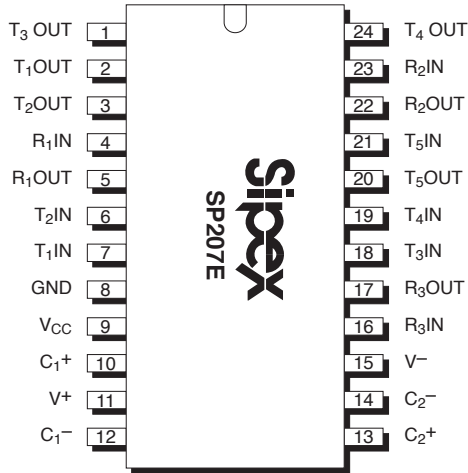 T₃ OUT 1 24 T₄ OUT
T₁OUT 2 23 R₂IN
T₂OUT 3 22 R₂OUT
R₁IN 4 21 T₅IN
R₁OUT 5 20 T₅OUT
T₂IN 6 19 T₄IN
T₁IN 7 18 T₃IN
GND 8 17 R₃OUT
V_CC 9 16 R₃IN
C₁+ 10 15 V–
V+ 11 14 C₂–
C₁– 12 13 C₂+
Sipex
SP207E